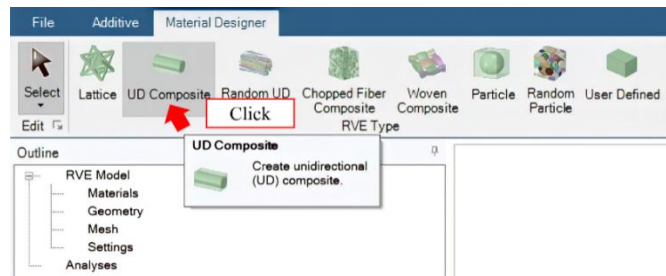 File Additive Material Designer
Select Lattice UD Composite Random UD Chopped Fiber Composite Woven Composite Particle Random Particle User Defined
Click
Edit RVE Type
Outline
UD Composite
Create unidirectional
(UD) composite.
RVE Model
Materials
Geometry
Mesh
Settings
Analyses